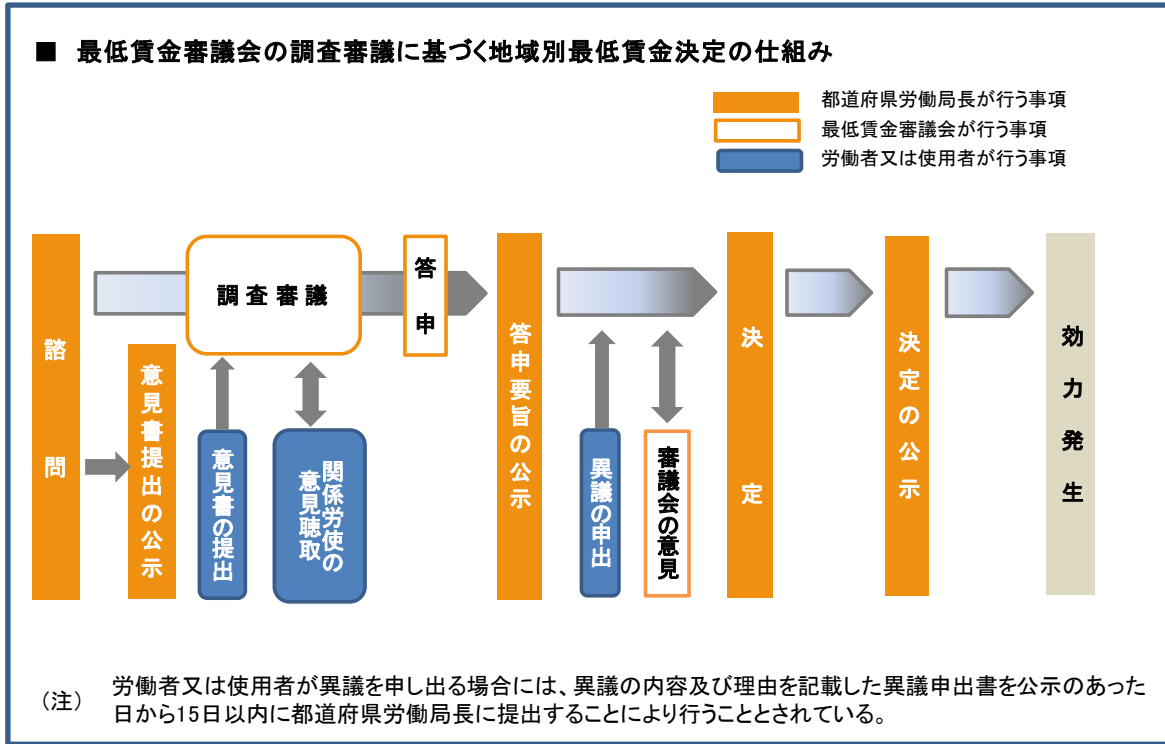 ■ 最低賃金審議会の調査審議に基づく地域別最低賃金決定の仕組み
都道府県労働局長が行う事項
最低賃金審議会が行う事項
労働者又は使用者が行う事項
諮問
意見書提出の公示
調査審議
意見書の提出
関係労使の
意見聴取
答申
答申要旨の公示
異議の申出
審議会の意見
決定
決定の公示
効力発生
(注) 労働者又は使用者が異議を申し出る場合には、異議の内容及び理由を記載した異議申出書を公示のあった
日から15日以内に都道府県労働局長に提出することにより行うこととされている。